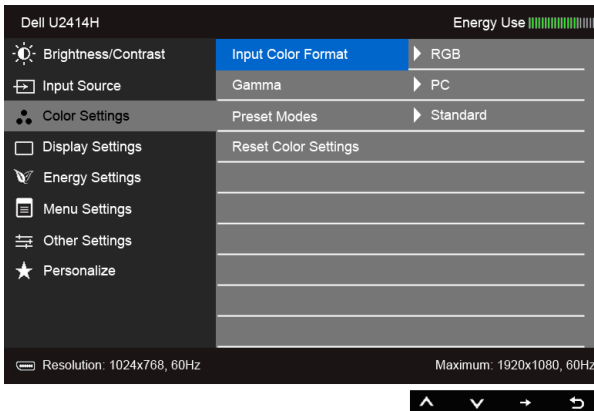 Dell U2414H Energy Use
Brightness/Contrast Input Color Format RGB
Input Source Gamma PC
Color Settings Preset Modes Standard
Display Settings Reset Color Settings
Energy Settings
Menu Settings
Other Settings
Personalize
Resolution: 1024x768, 60Hz Maximum: 1920x1080, 60Hz